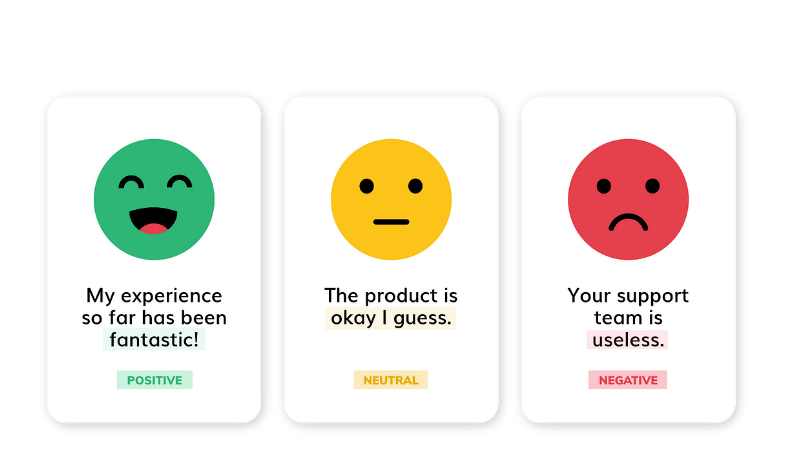 My experience
so far has been
fantastic!
POSITIVE
The product is
okay I guess.
NEUTRAL
Your support
team is
useless.
NEGATIVE